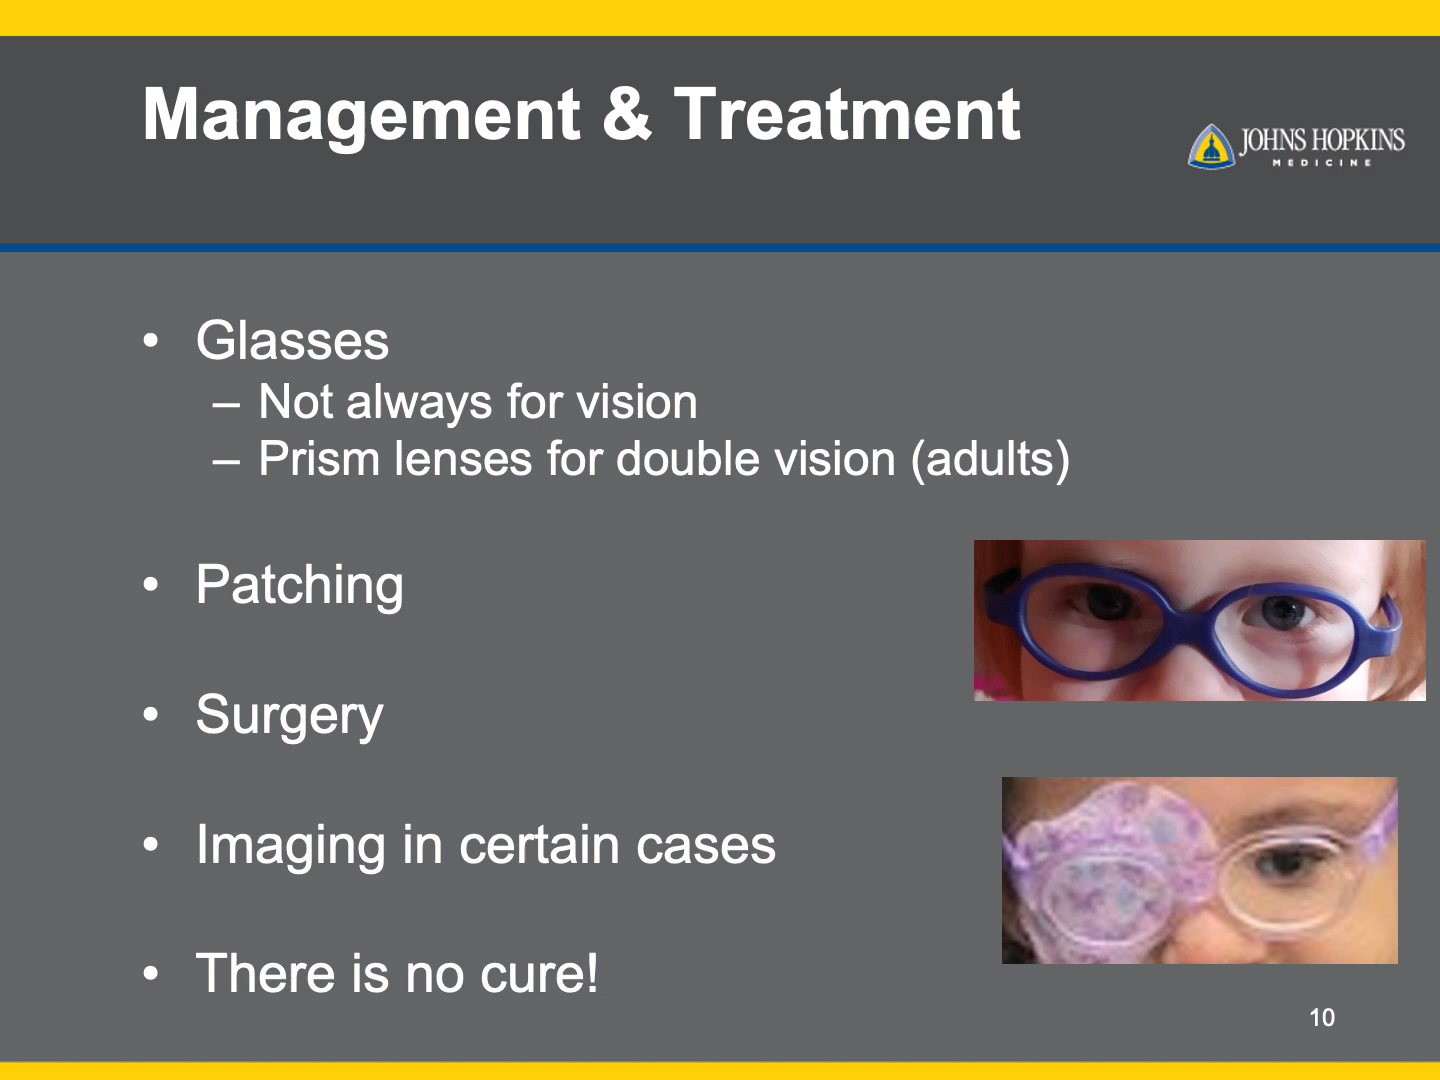 Management & Treatment
JOHNS HOPKINS
MEDICINE
• Glasses
– Not always for vision
– Prism lenses for double vision (adults)
• Patching
• Surgery
• Imaging in certain cases
• There is no cure!
10